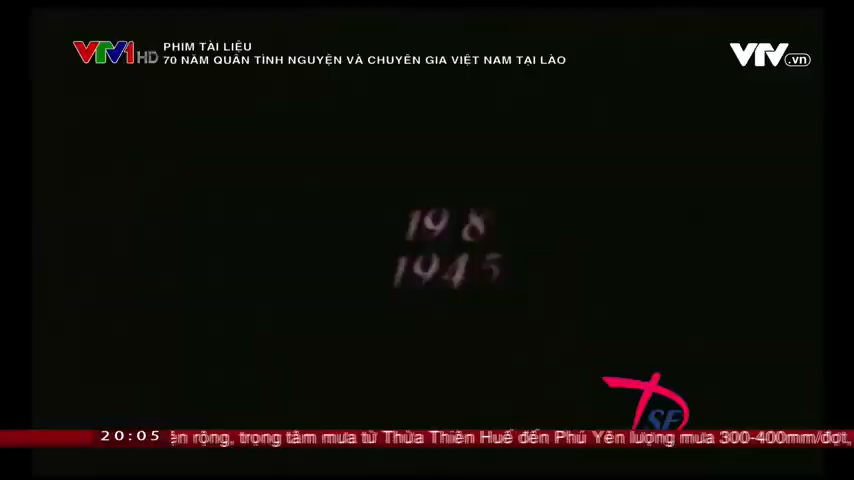 VTV1 HD
PHIM TÀI LIỆU
70 NĂM QUÂN TÌNH NGUYỆN VÀ CHUYÊN GIA VIỆT NAM TẠI LÀO
VTV.vn
19 8
1945
SF
20:05
rộng, trọng tâm mưa từ Thừa Thiên Huế đến Phú Yên lượng mưa 300-400mm/đợt,